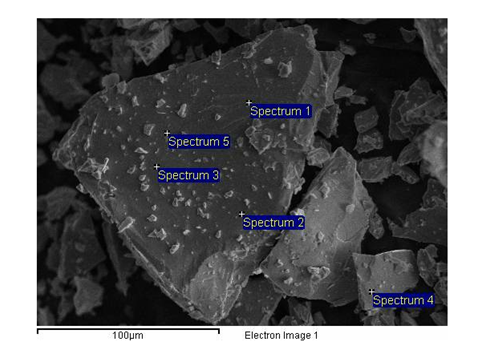 Spectrum 1
Spectrum 5
Spectrum 3
Spectrum 2
Spectrum 4
100µm
Electron Image 1